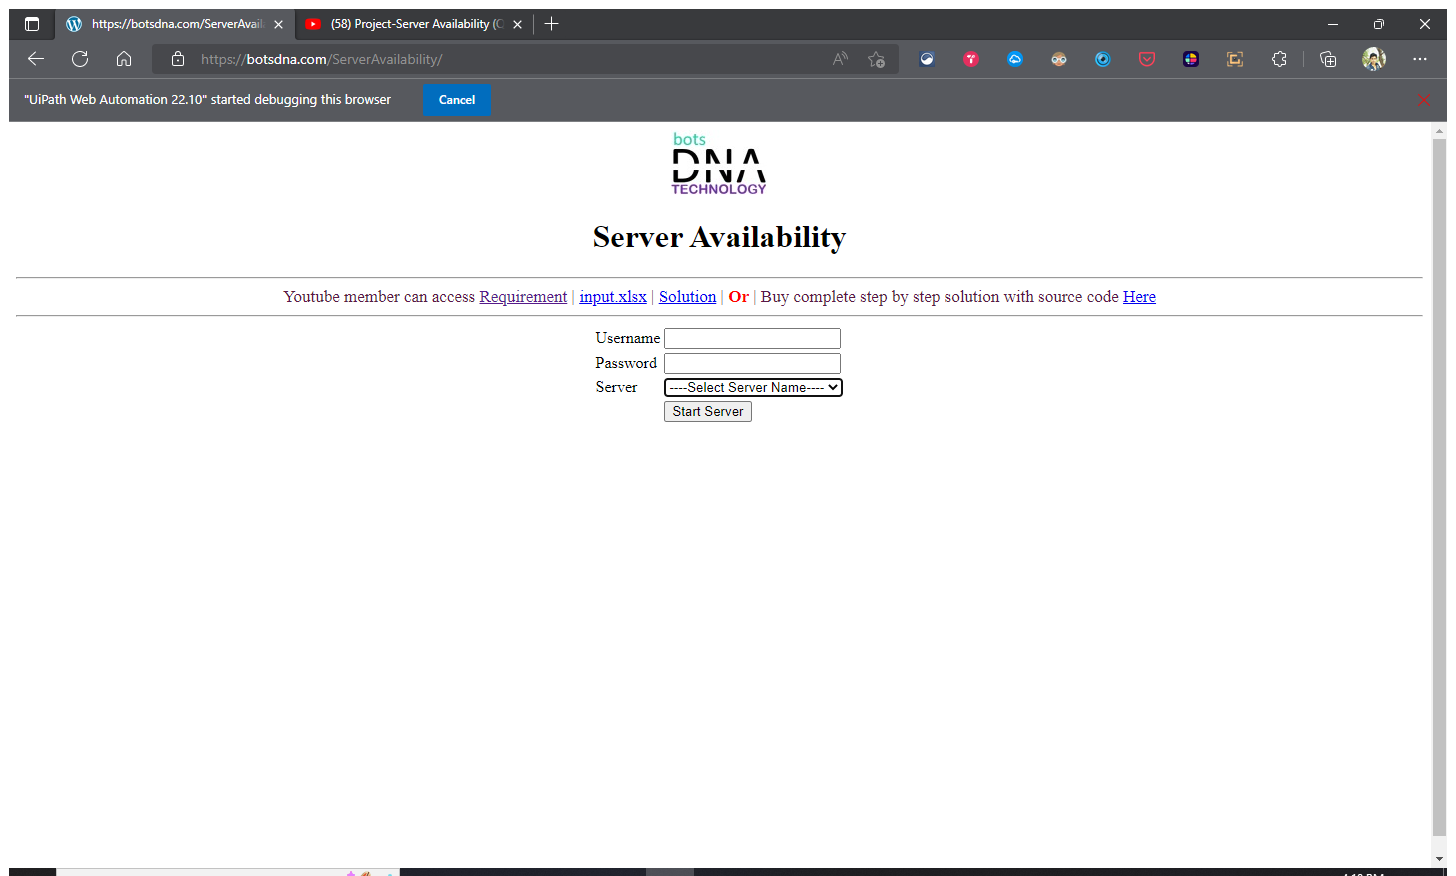 https://botsdna.com/ServerAvail
(58) Project-Server Availability (
https://botsdna.com/ServerAvailability/
"UiPath Web Automation 22.10" started debugging this browser
Cancel
bots
DNA
TECHNOLOGY
Server Availability
Youtube member can access Requirement | input.xlsx | Solution | Or | Buy complete step by step solution with source code Here
Username
Password
Server ----Select Server Name----
Start Server